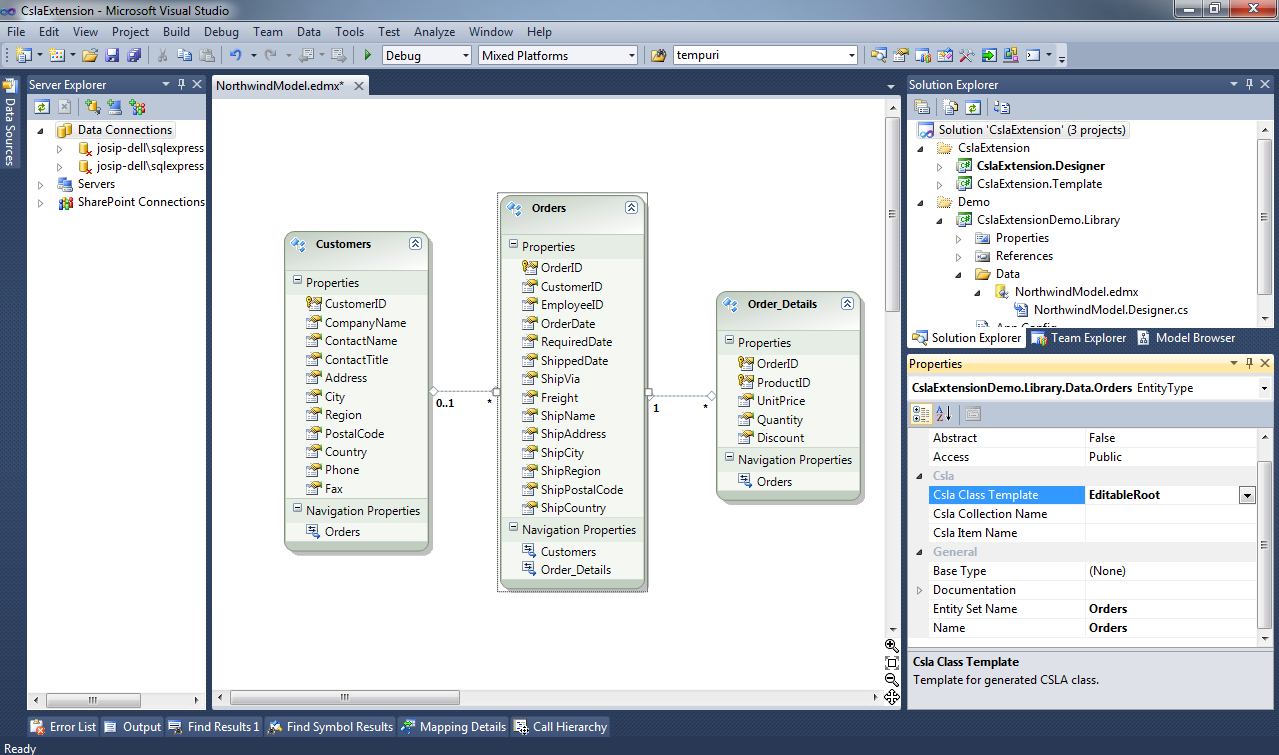 CslaExtension - Microsoft Visual Studio
File Edit View Project Build Debug Team Data Tools Test Analyze Window Help
Debug Mixed Platforms tempuri
Data Sources
Server Explorer
Data Connections
josip-dell\sqlexpress
josip-dell\sqlexpress
Servers
SharePoint Connections
NorthwindModel.edmx*
Customers
Properties
CustomerID
CompanyName
ContactName
ContactTitle
Address
City
Region
PostalCode
Country
Phone
Fax
Navigation Properties
Orders
0..1
*
Orders
Properties
OrderID
CustomerID
EmployeeID
OrderDate
RequiredDate
ShippedDate
ShipVia
Freight
ShipName
ShipAddress
ShipCity
ShipRegion
ShipPostalCode
ShipCountry
Navigation Properties
Customers
Order_Details
1
*
Order_Details
Properties
OrderID
ProductID
UnitPrice
Quantity
Discount
Navigation Properties
Orders
Solution Explorer
Solution 'CslaExtension' (3 projects)
CslaExtension
CslaExtension.Designer
CslaExtension.Template
Demo
CslaExtensionDemo.Library
Properties
References
Data
NorthwindModel.edmx
NorthwindModel.Designer.cs
App.Config
Solution Explorer Team Explorer Model Browser
Properties
CslaExtensionDemo.Library.Data.Orders EntityType
Abstract False
Access Public
Csla
Csla Class Template EditableRoot
Csla Collection Name
Csla Item Name
General
Base Type (None)
Documentation
Entity Set Name Orders
Name Orders
Csla Class Template
Template for generated CSLA class.
Error List Output Find Results 1 Find Symbol Results Mapping Details Call Hierarchy
Ready